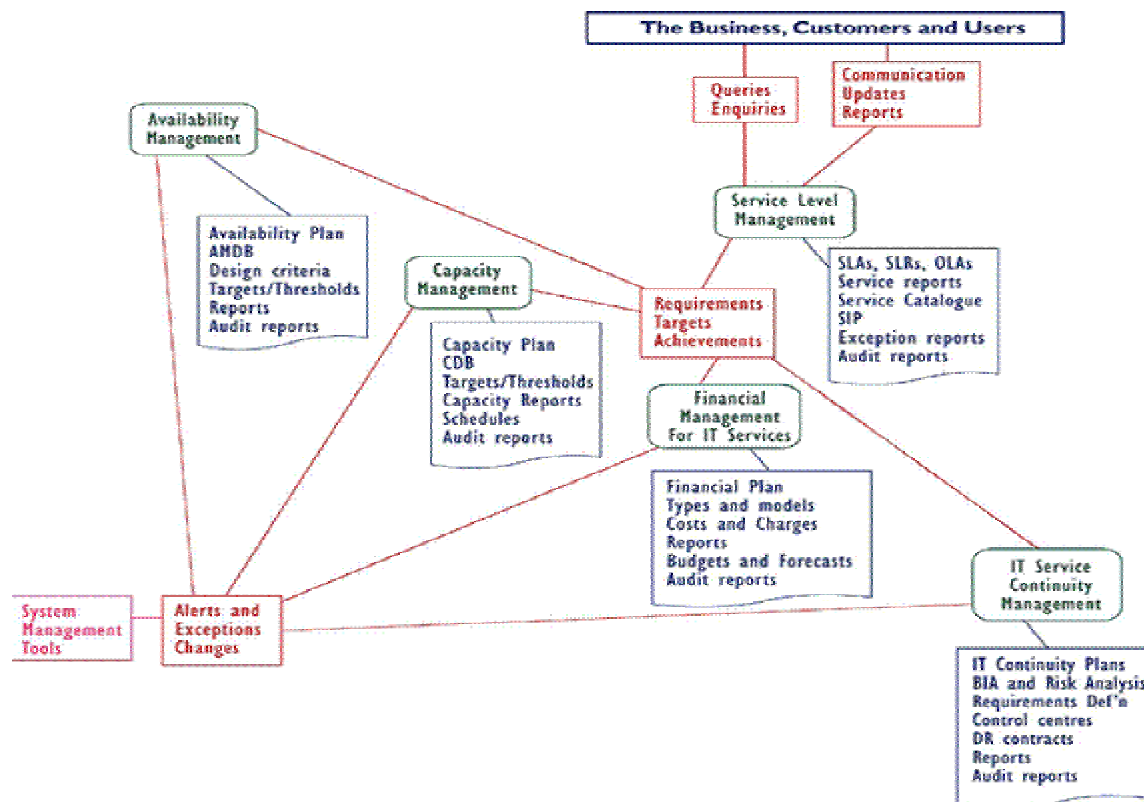 The Business, Customers and Users
Queries
Enquiries
Communication
Updates
Reports
Availability
Management
Service Level
Management
Availability Plan
AMDB
Design criteria
Targets/Thresholds
Reports
Audit reports
Capacity
Management
SLAs, SLRs, OLAs
Service reports
Service Catalogue
SIP
Exception reports
Audit reports
Requirements
Targets
Achievements
Capacity Plan
CDB
Targets/Thresholds
Capacity Reports
Schedules
Audit reports
Financial
Management
For IT Services
Financial Plan
Types and models
Costs and Charges
Reports
Budgets and Forecasts
Audit reports
IT Service
Continuity
Management
System
Management
Tools
Alerts and
Exceptions
Changes
IT Continuity Plans
BIA and Risk Analysis
Requirements Def'n
Control centres
DR contracts
Reports
Audit reports